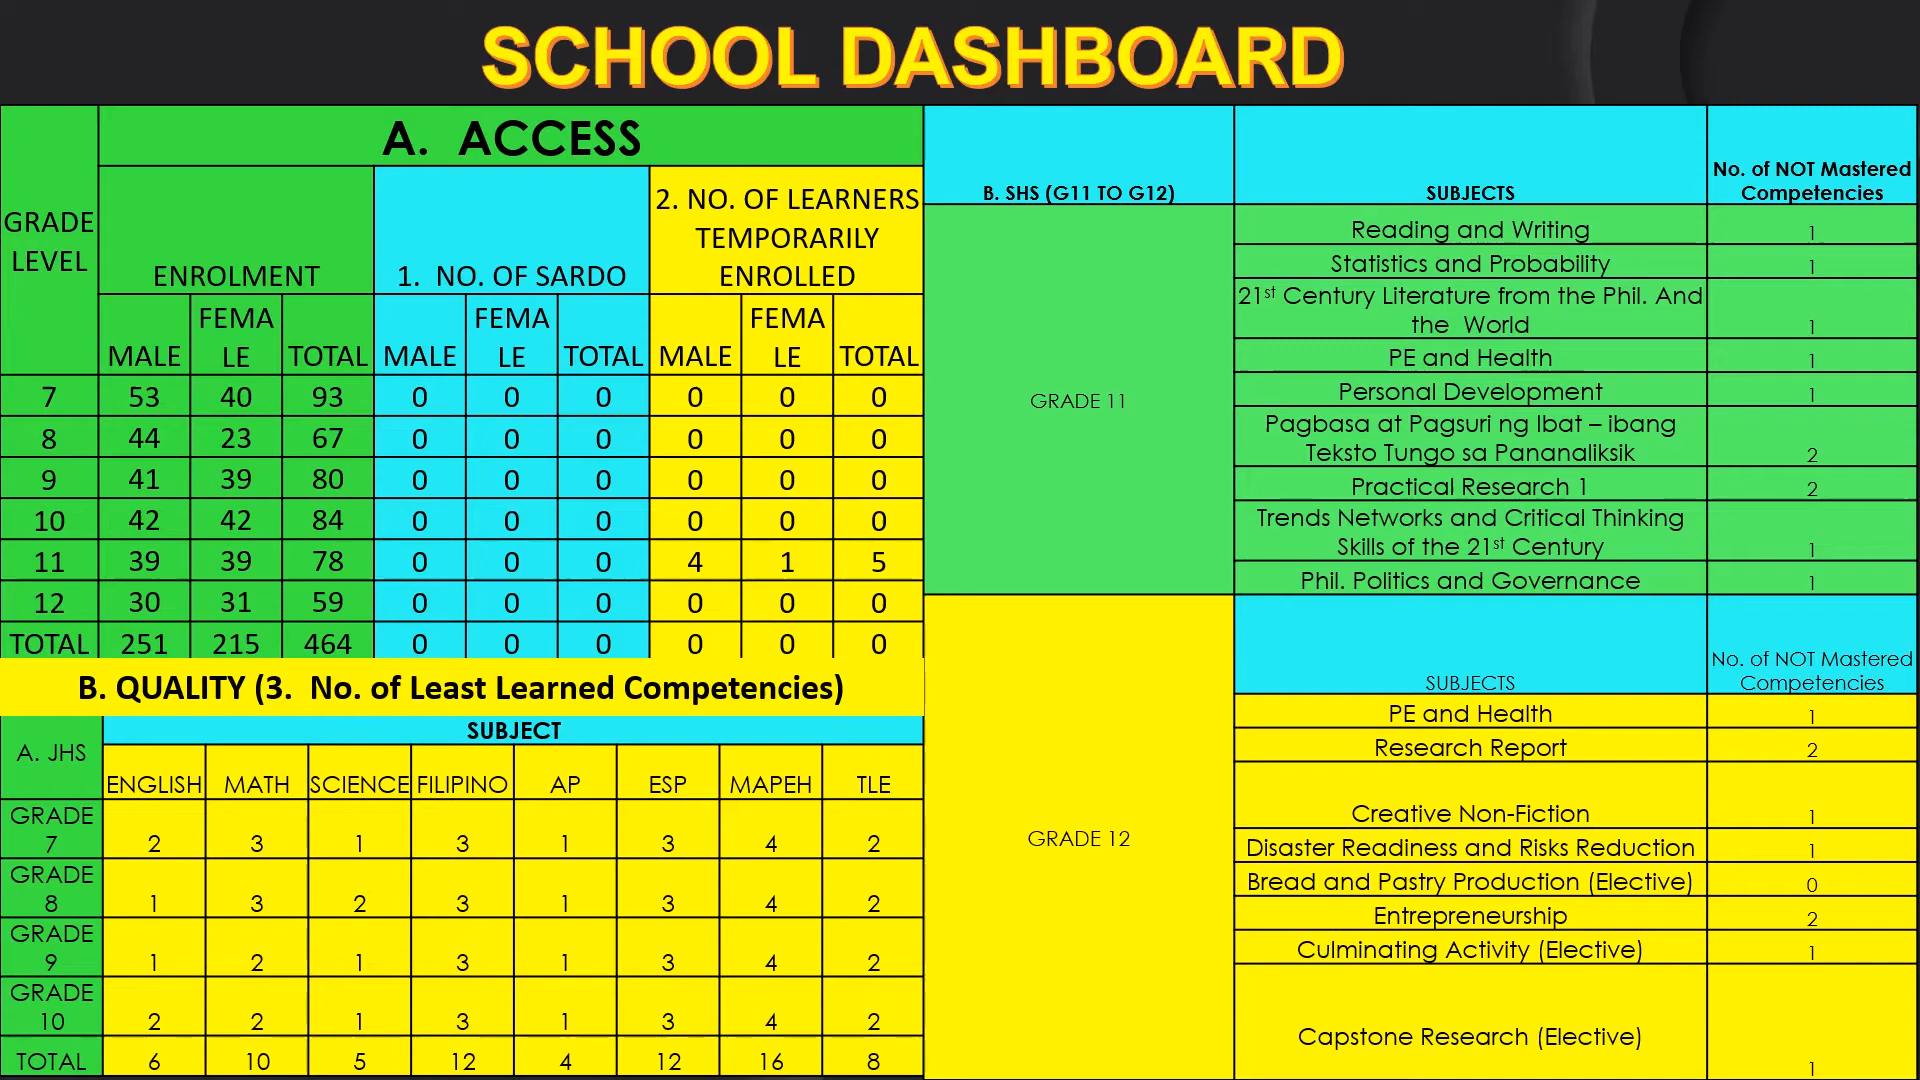 SCHOOL DASHBOARD
GRADE
LEVEL
A. ACCESS
ENROLMENT
1. NO. OF SARDO
2. NO. OF LEARNERS
TEMPORARILY
ENROLLED
MALE FEMA
LE TOTAL MALE FEMA
LE TOTAL MALE FEMA
LE TOTAL
7 53 40 93 0 0 0 0 0 0
8 44 23 67 0 0 0 0 0 0
9 41 39 80 0 0 0 0 0 0
10 42 42 84 0 0 0 0 0 0
11 39 39 78 0 0 0 4 1 5
12 30 31 59 0 0 0 0 0 0
TOTAL 251 215 464 0 0 0 0 0 0
B. QUALITY (3. No. of Least Learned Competencies)
A. JHS
SUBJECT
ENGLISH MATH SCIENCE FILIPINO AP ESP MAPEH TLE
GRADE
7 2 3 1 3 1 3 4 2
GRADE
8 1 3 2 3 1 3 4 2
GRADE
9 1 2 1 3 1 3 4 2
GRADE
10 2 2 1 3 1 3 4 2
TOTAL 6 10 5 12 4 12 16 8
B. SHS (G11 TO G12)
SUBJECTS
No. of NOT Mastered
Competencies
GRADE 11
Reading and Writing 1
Statistics and Probability 1
21st Century Literature from the Phil. And
the World 1
PE and Health 1
Personal Development 1
Pagbasa at Pagsuri ng Ibat – ibang
Teksto Tungo sa Pananaliksik 2
Practical Research 1 2
Trends Networks and Critical Thinking
Skills of the 21st Century 1
Phil. Politics and Governance 1
GRADE 12
SUBJECTS
No. of NOT Mastered
Competencies
PE and Health 1
Research Report 2
Creative Non-Fiction 1
Disaster Readiness and Risks Reduction 1
Bread and Pastry Production (Elective) 0
Entrepreneurship 2
Culminating Activity (Elective) 1
Capstone Research (Elective) 1